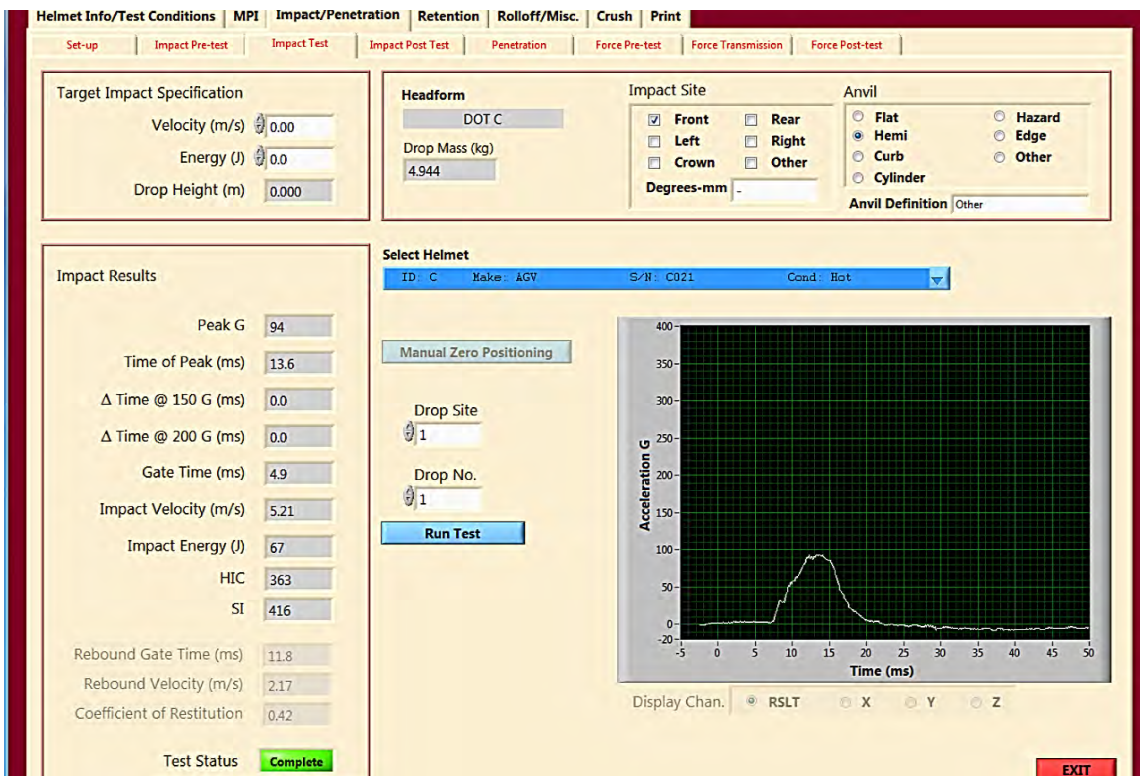 Helmet Info/Test Conditions MPI Impact/Penetration Retention Rolloff/Misc. Crush Print
Set-up Impact Pre-test Impact Test Impact Post Test Penetration Force Pre-test Force Transmission Force Post-test
Target Impact Specification
Velocity (m/s) 0.00
Energy (J) 0.0
Drop Height (m) 0.000
Headform
DOT C
Drop Mass (kg)
4.944
Impact Site
Front Rear
Left Right
Crown Other
Degrees-mm -
Anvil
Flat Hazard
Hemi Edge
Curb Other
Cylinder
Anvil Definition Other
Impact Results
Peak G 94
Time of Peak (ms) 13.6
Δ Time @ 150 G (ms) 0.0
Δ Time @ 200 G (ms) 0.0
Gate Time (ms) 4.9
Impact Velocity (m/s) 5.21
Impact Energy (J) 67
HIC 363
SI 416
Rebound Gate Time (ms) 11.8
Rebound Velocity (m/s) 2.17
Coefficient of Restitution 0.42
Test Status Complete
Select Helmet
ID: C Make: AGV S/N: C021 Cond: Hot
Manual Zero Positioning
Drop Site
1
Drop No.
1
Run Test
Acceleration G
400
350
300
250
200
150
100
50
0
-20
-5 0 5 10 15 20 25 30 35 40 45 50
Time (ms)
Display Chan. RSLT X Y Z
EXIT